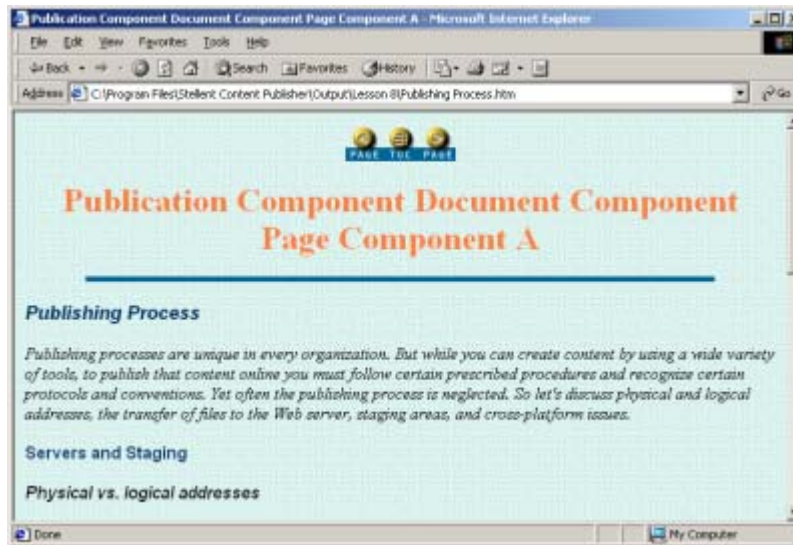 Publication Component Document Component Page Component A - Microsoft Internet Explorer
File Edit View Favorites Tools Help
Back Search Favorites History
Address C:\Program Files\Stellent Content Publisher\Output\Lesson 8\Publishing Process.htm Go
PAGE TOC PAGE
Publication Component Document Component
Page Component A
Publishing Process
Publishing processes are unique in every organization. But while you can create content by using a wide variety
of tools, to publish that content online you must follow certain prescribed procedures and recognize certain
protocols and conventions. Yet often the publishing process is neglected. So let's discuss physical and logical
addresses, the transfer of files to the Web server, staging areas, and cross-platform issues.
Servers and Staging
Physical vs. logical addresses
Done My Computer